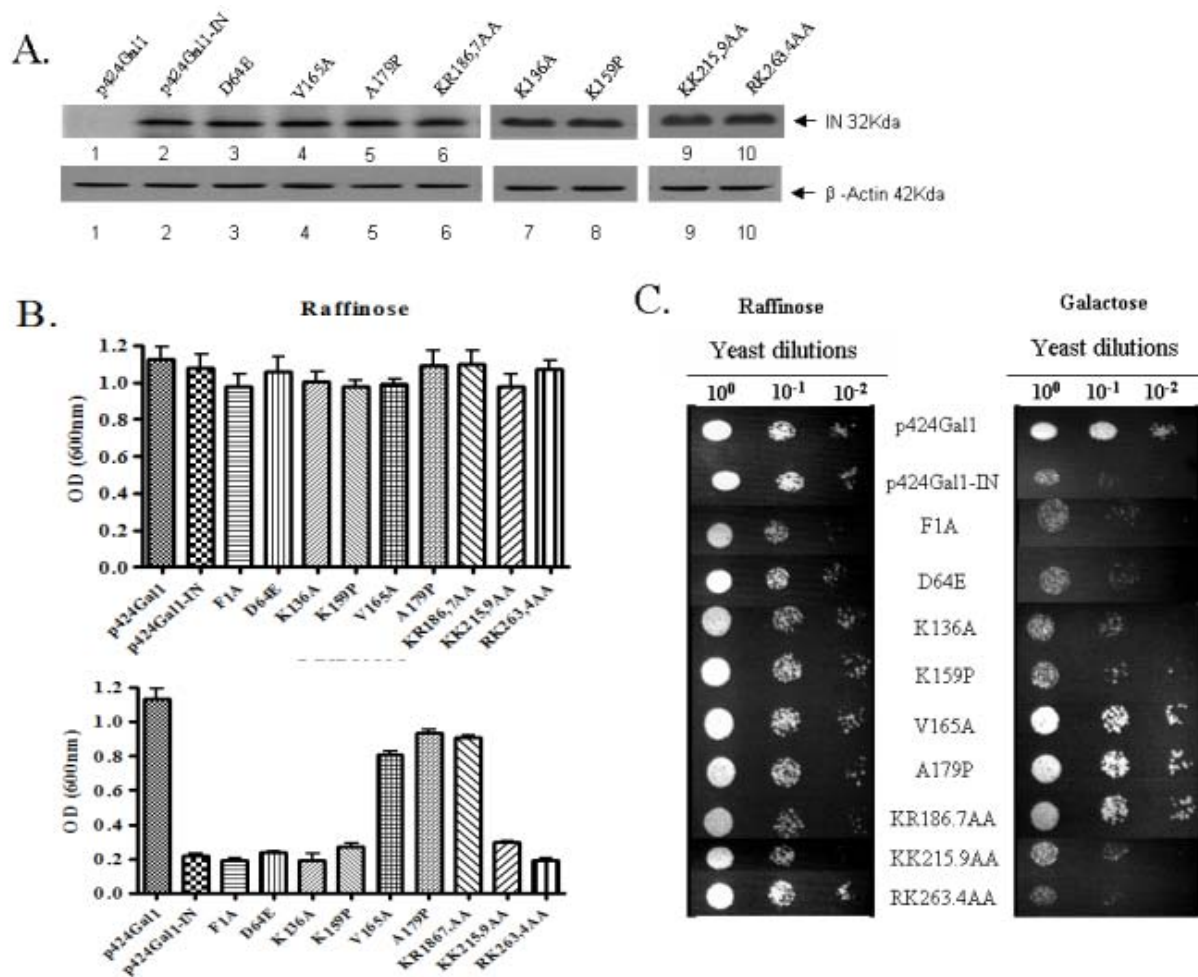 A.
p424Gal1 p424Gal1-IN D64E V165A A179P KR186,7AA K136A K159P KK215,9AA RK263.4AA
IN 32Kda
1 2 3 4 5 6 9 10
β -Actin 42Kda
1 2 3 4 5 6 7 8 9 10
B.
Raffinose
OD (600nm)
1.2
1.0
0.8
0.6
0.4
0.2
0.0
p424Gal1 p424Gal1-IN F1A D64E K136A K159P V165A A179P KR186,7AA KK215,9AA RK263,4AA
OD (600nm)
1.2
1.0
0.8
0.6
0.4
0.2
0.0
p424Gal1 p424Gal1-IN F1A D64E K136A K159P V165A A179P KR1867.AA KK215.9AA RK263.4AA
C.
Raffinose Galactose
Yeast dilutions Yeast dilutions
10⁰ 10⁻¹ 10⁻² 10⁰ 10⁻¹ 10⁻²
p424Gal1
p424Gal1-IN
F1A
D64E
K136A
K159P
V165A
A179P
KR186.7AA
KK215.9AA
RK263.4AA